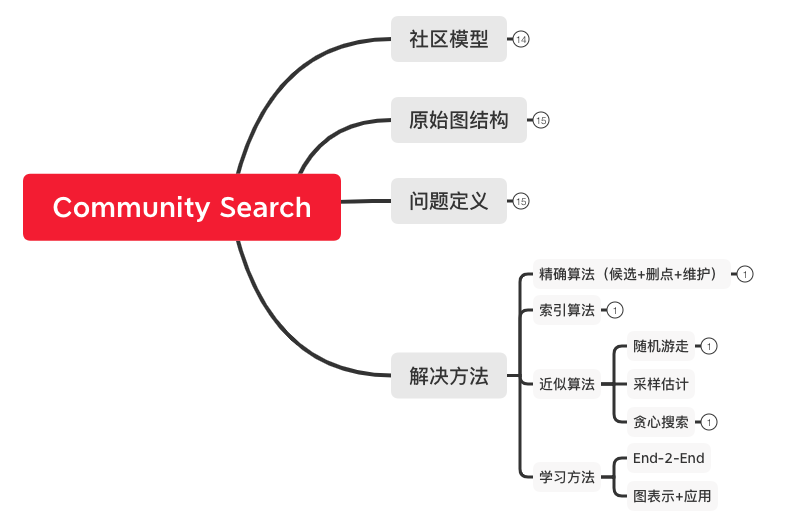 社区模型 14
原始图结构 15
Community Search
问题定义 15
精确算法（候选+删点+维护） 1
索引算法 1
随机游走 1
解决方法
近似算法
采样估计
贪心搜索 1
End-2-End
学习方法
图表示+应用